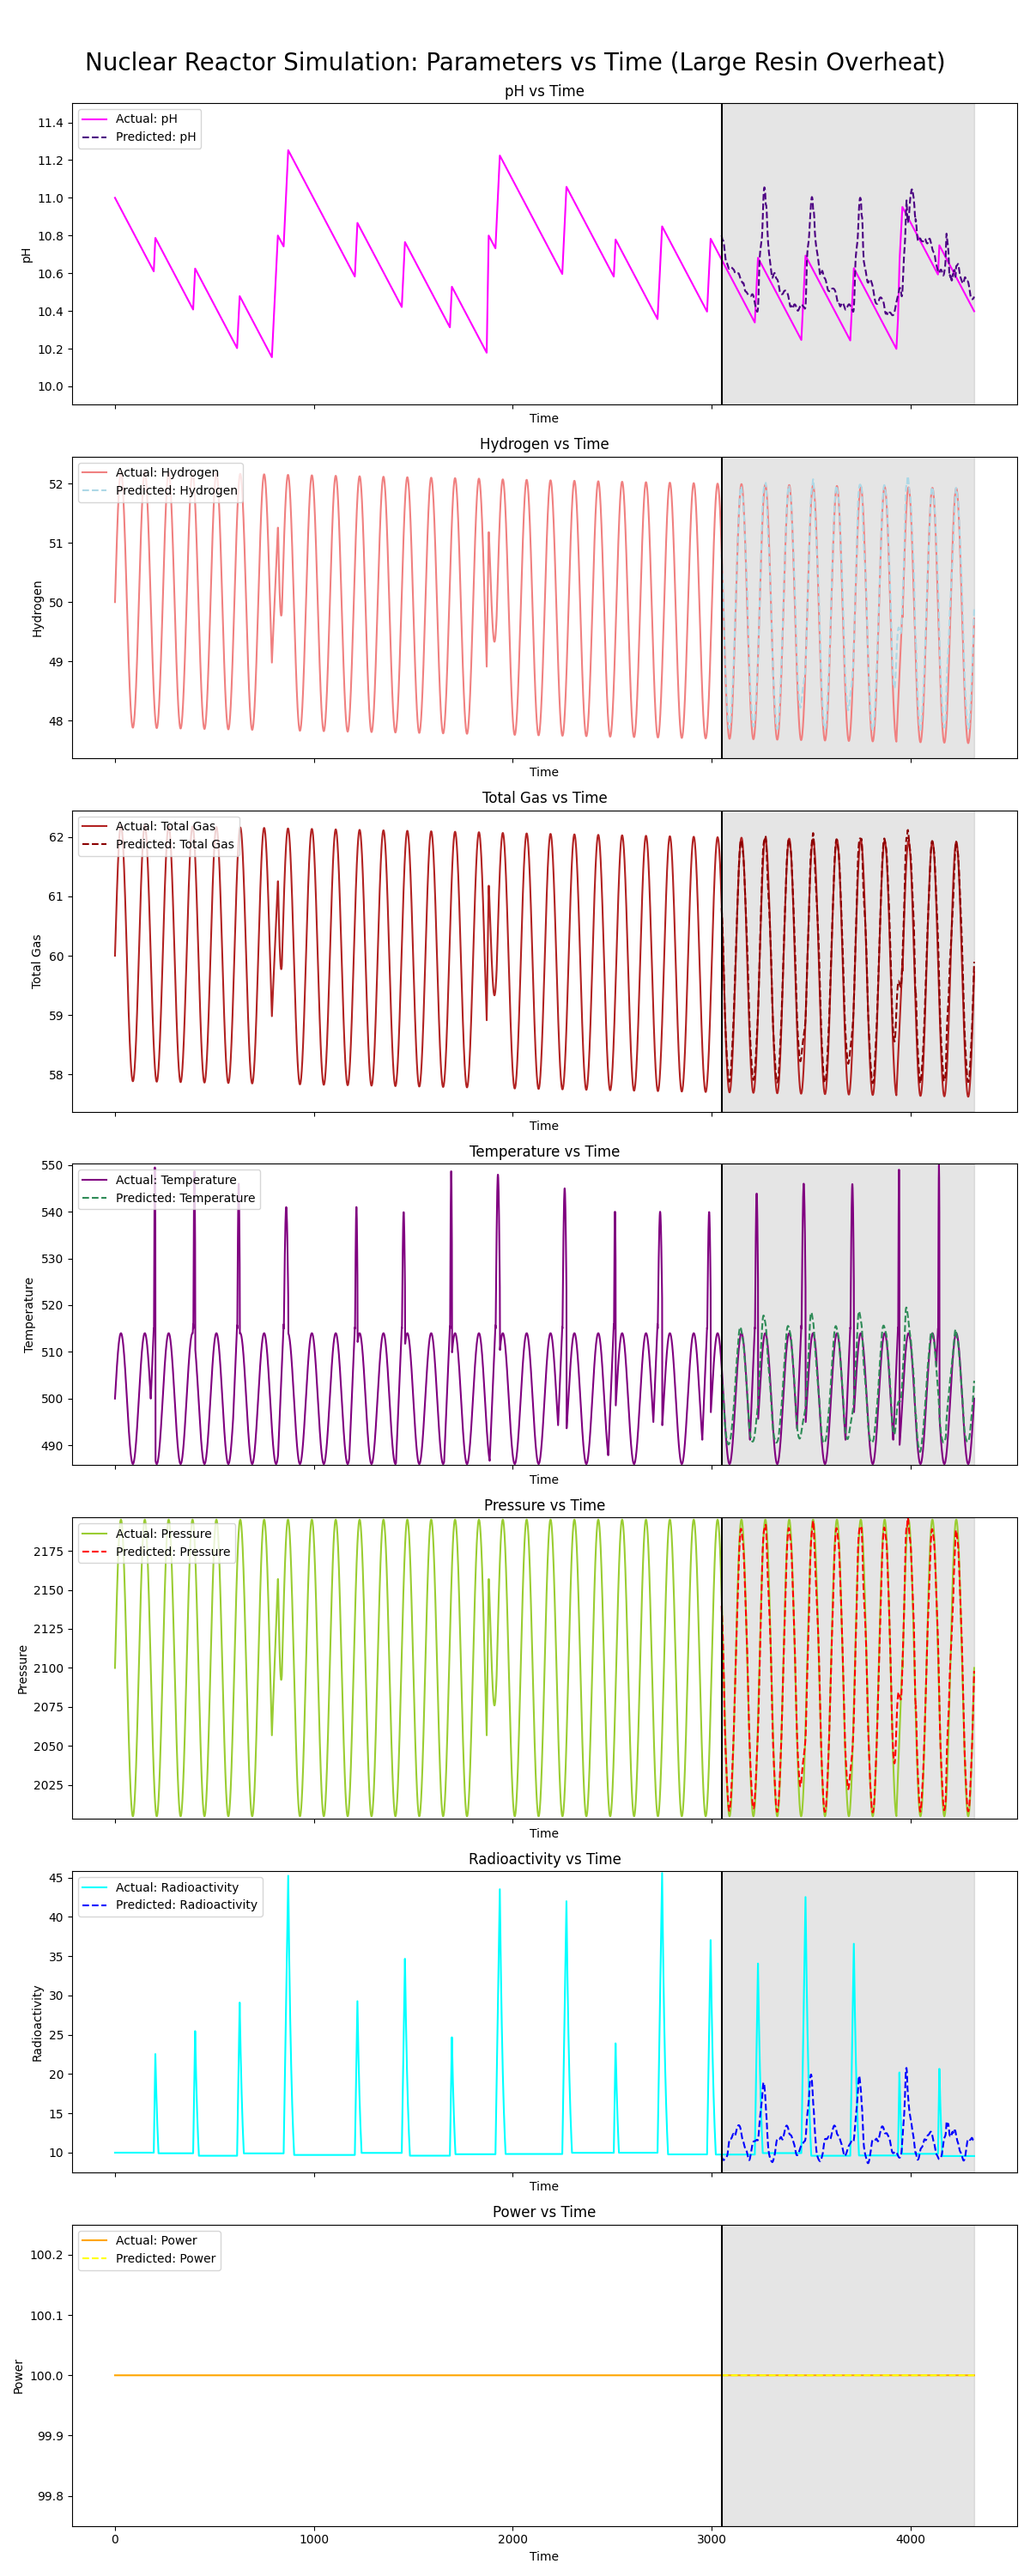 Nuclear Reactor Simulation: Parameters vs Time (Large Resin Overheat)
pH vs Time
Actual: pH
Predicted: pH
11.4
11.2
11.0
10.8
10.6
10.4
10.2
10.0
pH
Time
Hydrogen vs Time
Actual: Hydrogen
Predicted: Hydrogen
52
51
50
49
48
Hydrogen
Time
Total Gas vs Time
Actual: Total Gas
Predicted: Total Gas
62
61
60
59
58
Total Gas
Time
Temperature vs Time
Actual: Temperature
Predicted: Temperature
550
540
530
520
510
500
490
Temperature
Time
Pressure vs Time
Actual: Pressure
Predicted: Pressure
2175
2150
2125
2100
2075
2050
2025
Pressure
Time
Radioactivity vs Time
Actual: Radioactivity
Predicted: Radioactivity
45
40
35
30
25
20
15
10
Radioactivity
Time
Power vs Time
Actual: Power
Predicted: Power
100.2
100.1
100.0
99.9
99.8
Power
0 1000 2000 3000 4000
Time